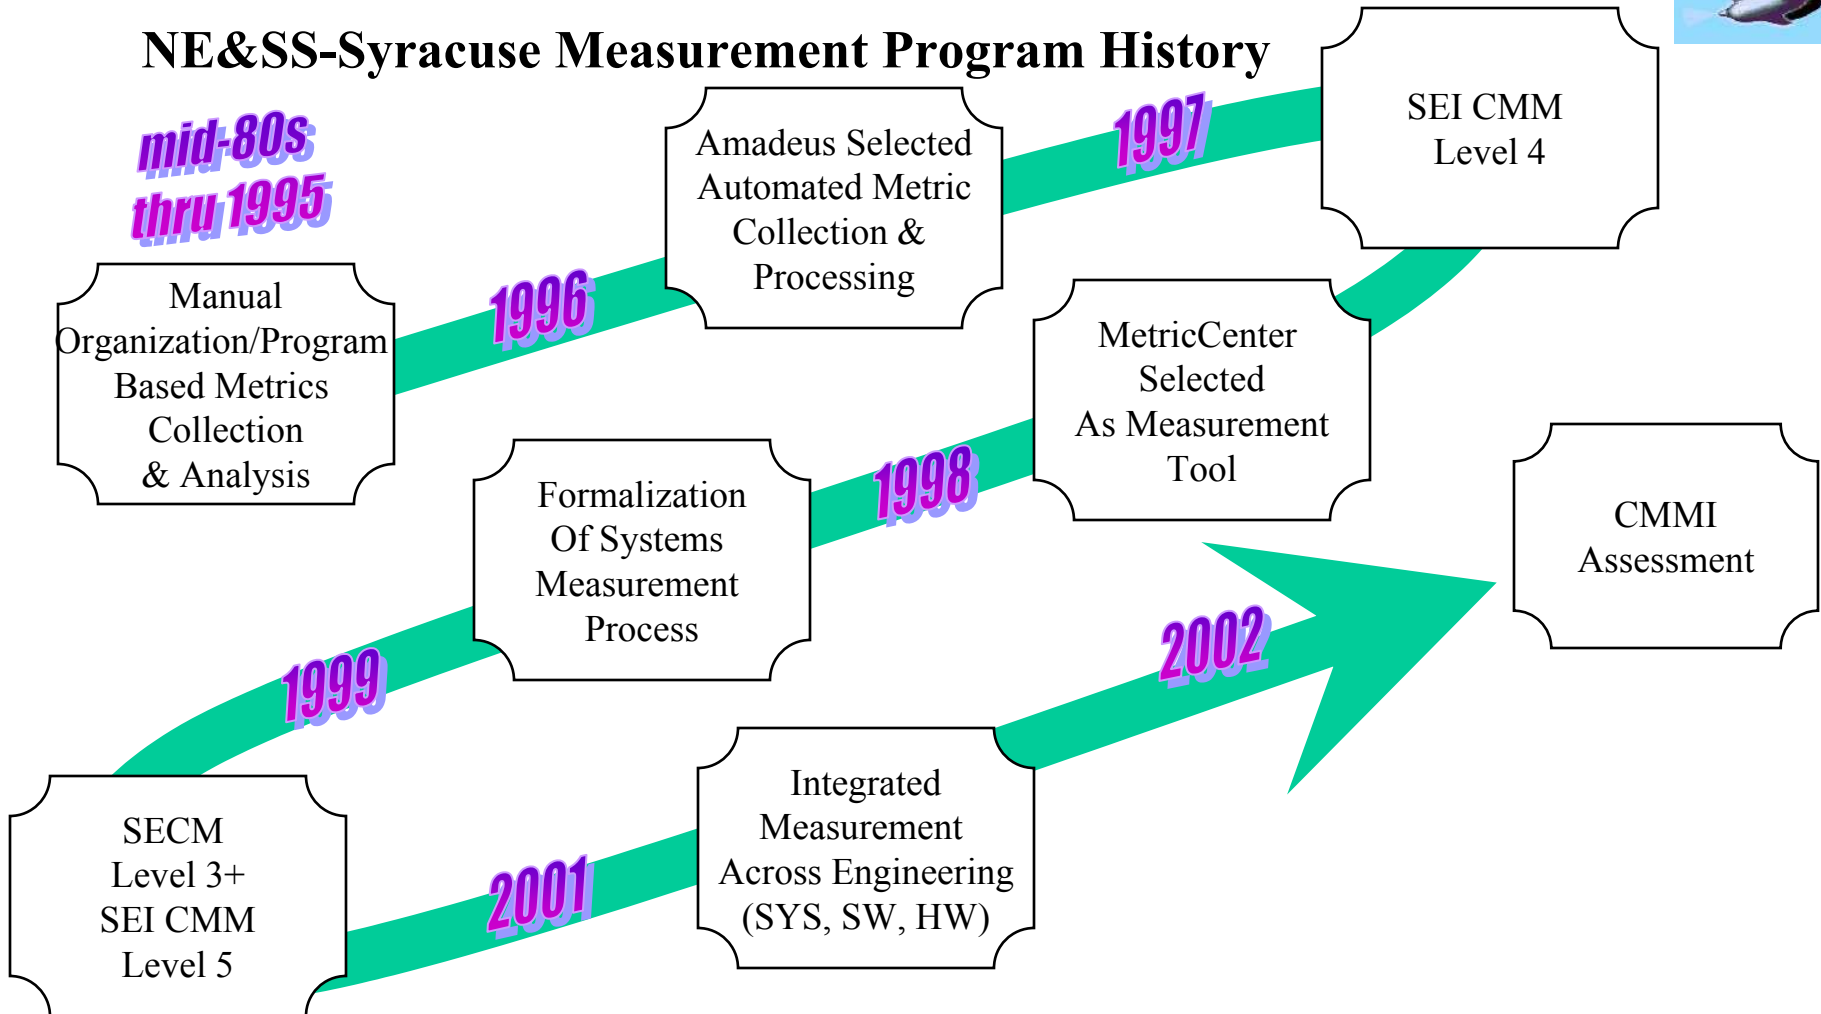 NE&SS-Syracuse Measurement Program History
mid-80s
thru 1995
Manual
Organization/Program
Based Metrics
Collection
& Analysis
1996
Amadeus Selected
Automated Metric
Collection &
Processing
1997
SEI CMM
Level 4
MetricCenter
Selected
As Measurement
Tool
1998
Formalization
Of Systems
Measurement
Process
1999
SECM
Level 3+
SEI CMM
Level 5
2001
Integrated
Measurement
Across Engineering
(SYS, SW, HW)
2002
CMMI
Assessment